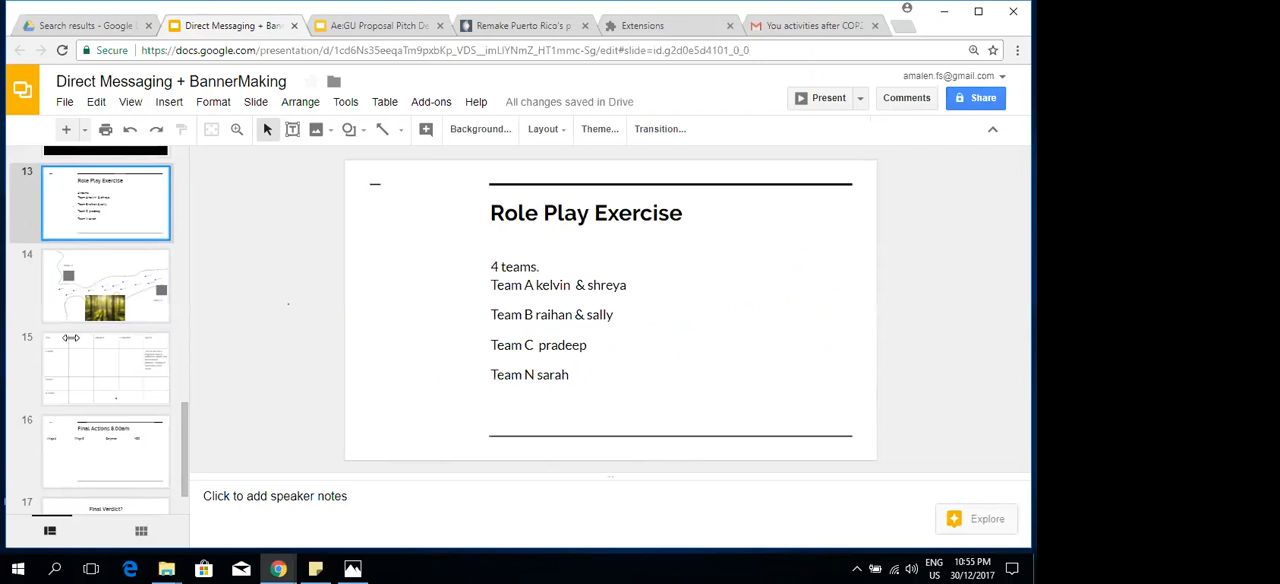 Search results - Google
Direct Messaging + Ban
Ae:GU Proposal Pitch De
Remake Puerto Rico's p
Extensions
You activities after COP2
Secure
https://docs.google.com/presentation/d/1cd6Ns35eeqaTm9pxbKp_VDS__imLIYNmZ_HT1mmc-Sg/edit#slide=id.g2d0e5d4101_0_0
Direct Messaging + BannerMaking
amalen.fs@gmail.com
File Edit View Insert Format Slide Arrange Tools Table Add-ons Help All changes saved in Drive
Present
Comments
Share
Background...
Layout
Theme...
Transition...
13
Role Play Exercise
14
15
16
Final Actions 8.00am
17
Final Verdict?
Role Play Exercise
4 teams.
Team A kelvin & shreya
Team B raihan & sally
Team C pradeep
Team N sarah
Click to add speaker notes
Explore
ENG
US
10:55 PM
30/12/2017